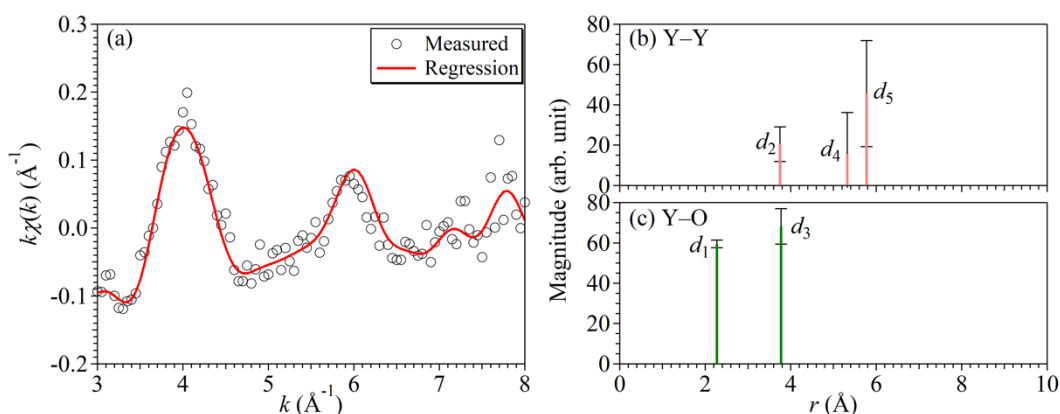 (a)
Measured
Regression
0.3
0.2
0.1
0.0
-0.1
-0.2
kχ(k) (Å⁻¹)
3 4 5 6 7 8
k (Å⁻¹)
(b) Y–Y
80
60
40
20
0
d₂
d₄
d₅
(c) Y–O
80
60
40
20
0
d₁
d₃
Magnitude (arb. unit)
0 2 4 6 8 10
r (Å)